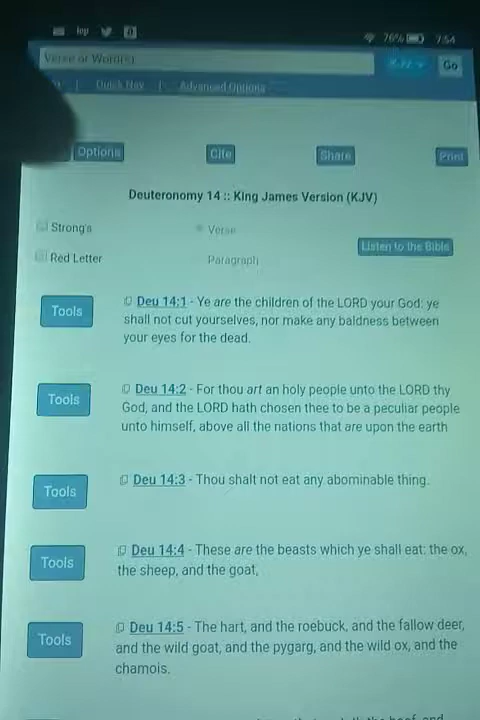 76% 7:54
Verse or Word(s)
KJV Go
| Quick Nav | Advanced Options
Options Cite Share Print
Deuteronomy 14 :: King James Version (KJV)
Strong's Verse
Listen to the Bible
Red Letter Paragraph
Tools
Deu 14:1 - Ye are the children of the LORD your God: ye
shall not cut yourselves, nor make any baldness between
your eyes for the dead.
Tools
Deu 14:2 - For thou art an holy people unto the LORD thy
God, and the LORD hath chosen thee to be a peculiar people
unto himself, above all the nations that are upon the earth
Tools
Deu 14:3 - Thou shalt not eat any abominable thing.
Tools
Deu 14:4 - These are the beasts which ye shall eat: the ox,
the sheep, and the goat,
Tools
Deu 14:5 - The hart, and the roebuck, and the fallow deer,
and the wild goat, and the pygarg, and the wild ox, and the
chamois.